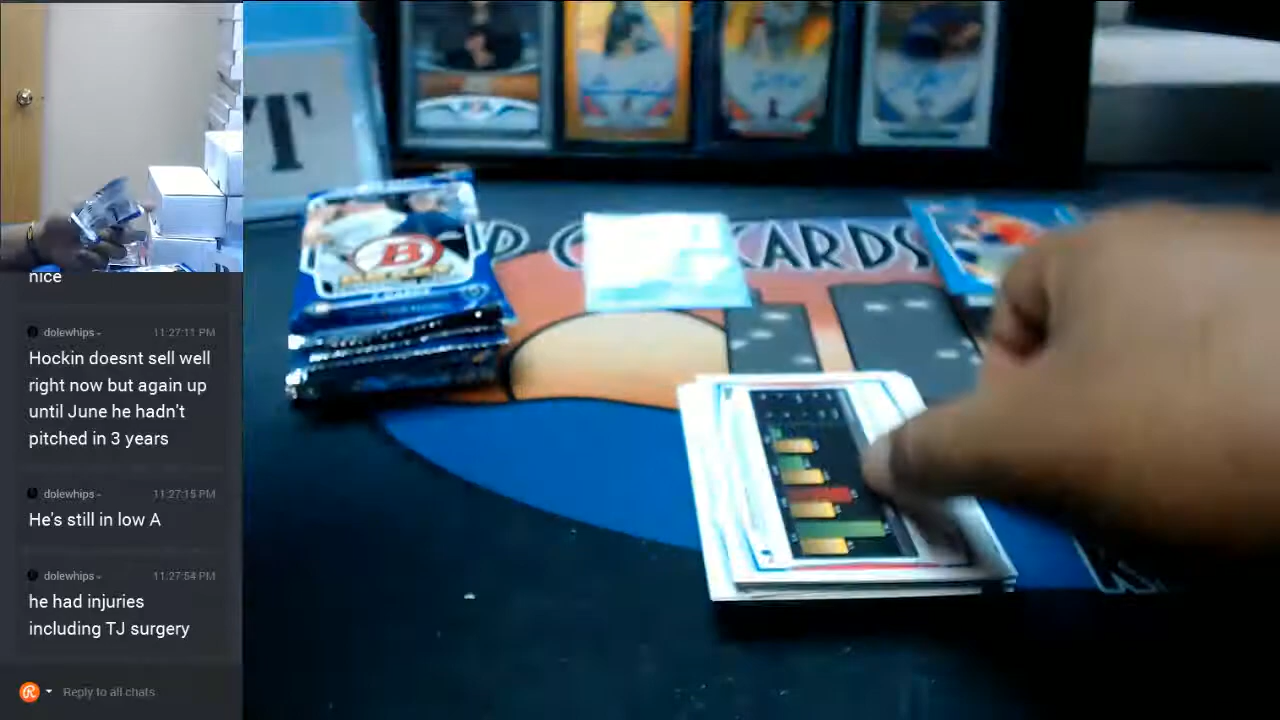 nice
dolewhips 11:27:11 PM
Hockin doesnt sell well
right now but again up
until June he hadn't
pitched in 3 years
dolewhips 11:27:15 PM
He's still in low A
dolewhips 11:27:54 PM
he had injuries
including TJ surgery
Reply to all chats
T
B
CARDS